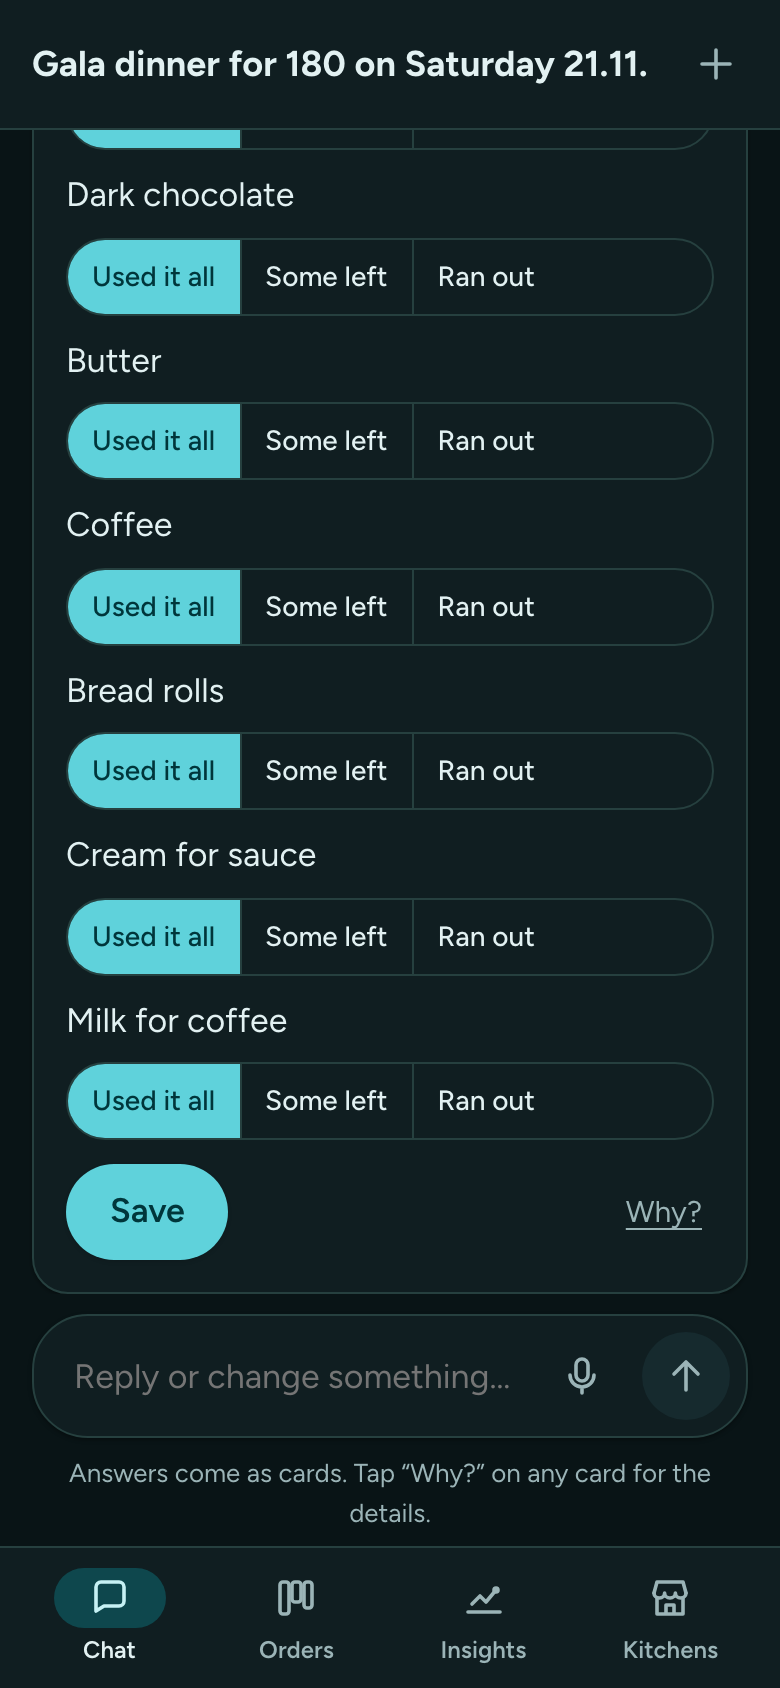 Gala dinner for 180 on Saturday 21.11.
Dark chocolate
Used it all Some left Ran out
Butter
Used it all Some left Ran out
Coffee
Used it all Some left Ran out
Bread rolls
Used it all Some left Ran out
Cream for sauce
Used it all Some left Ran out
Milk for coffee
Used it all Some left Ran out
Save Why?
Reply or change something...
Answers come as cards. Tap “Why?” on any card for the
details.
Chat Orders Insights Kitchens